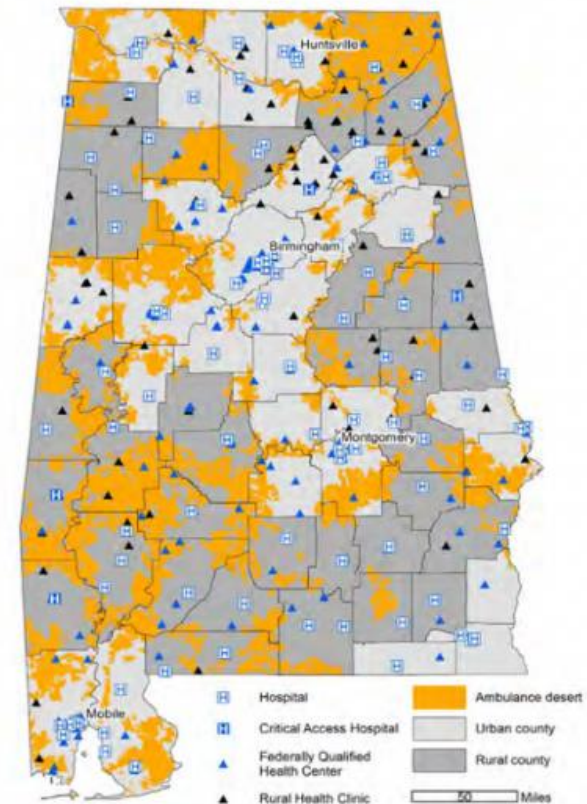 Huntsville
Birmingham
Montgomery
Mobile
H Hospital
H Critical Access Hospital
Federally Qualified
Health Center
Rural Health Clinic
Ambulance desert
Urban county
Rural county
50 Miles